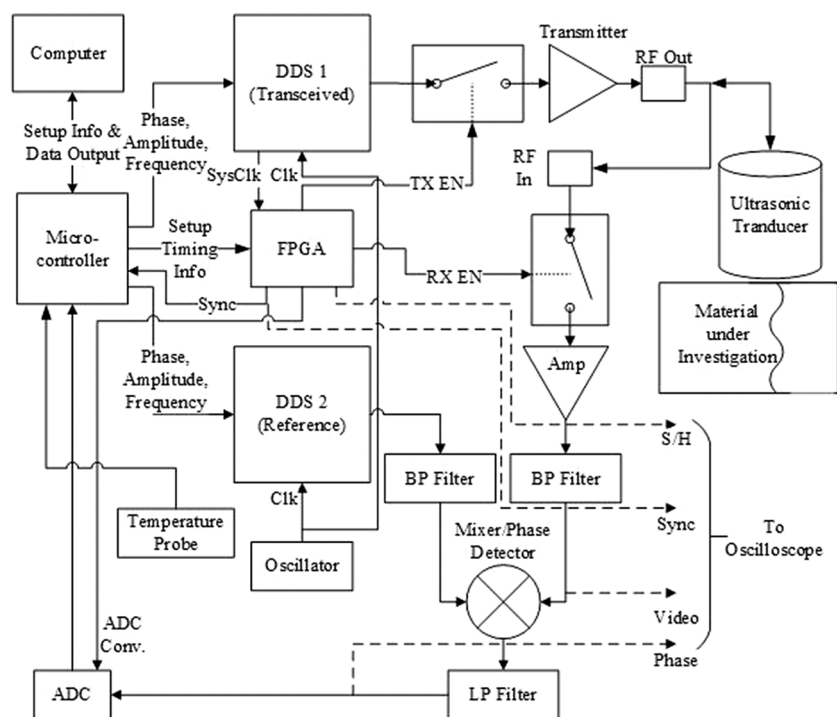 Computer
DDS 1
(Transceived)
Transmitter
RF Out
Setup Info &
Data Output
Phase,
Amplitude,
Frequency
SysClk
Clk
TX EN
RF
In
Ultrasonic
Tranducer
Micro-
controller
Setup
Timing
Info
FPGA
RX EN
Sync
Material
under
Investigation
Phase,
Amplitude,
Frequency
DDS 2
(Reference)
Amp
S/H
BP Filter
BP Filter
Clk
Temperature
Probe
Oscillator
Mixer/Phase
Detector
Sync
To
Oscilloscope
Video
ADC
Conv.
Phase
ADC
LP Filter